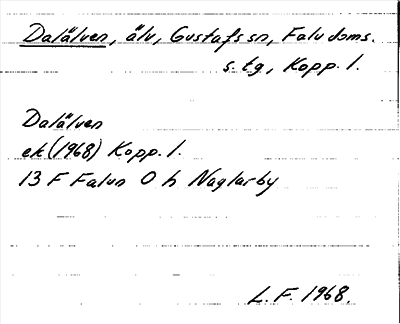 Dalälven, älv, Gustafs sn, Falu doms.
s.tg, Kopp. l.
Dalälven
ek (1968) Kopp. l.
13 F Falun 0 h Naglarby
L. F. 1968.